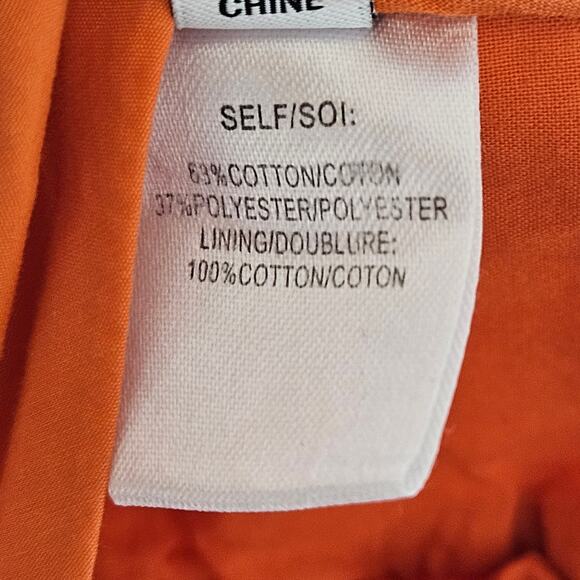 CHINE
SELF/SOI:
63%COTTON/COTON
37%POLYESTER/POLYESTER
LINING/DOUBLURE:
100%COTTON/COTON